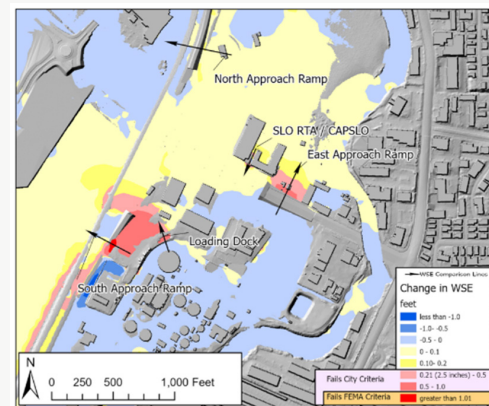 North Approach Ramp
SLO RTA / CAPSLO
East Approach Ramp
Loading Dock
South Approach Ramp
WSE Comparison Lines
Change in WSE
feet
less than -1.0
-1.0- -0.5
-0.5 - 0
0 - 0.1
0.10- 0.2
Fails City Criteria
0.21 (2.5 inches) - 0.5
0.5 - 1.0
Fails FEMA Criteria
greater than 1.01
N
0 250 500 1,000 Feet